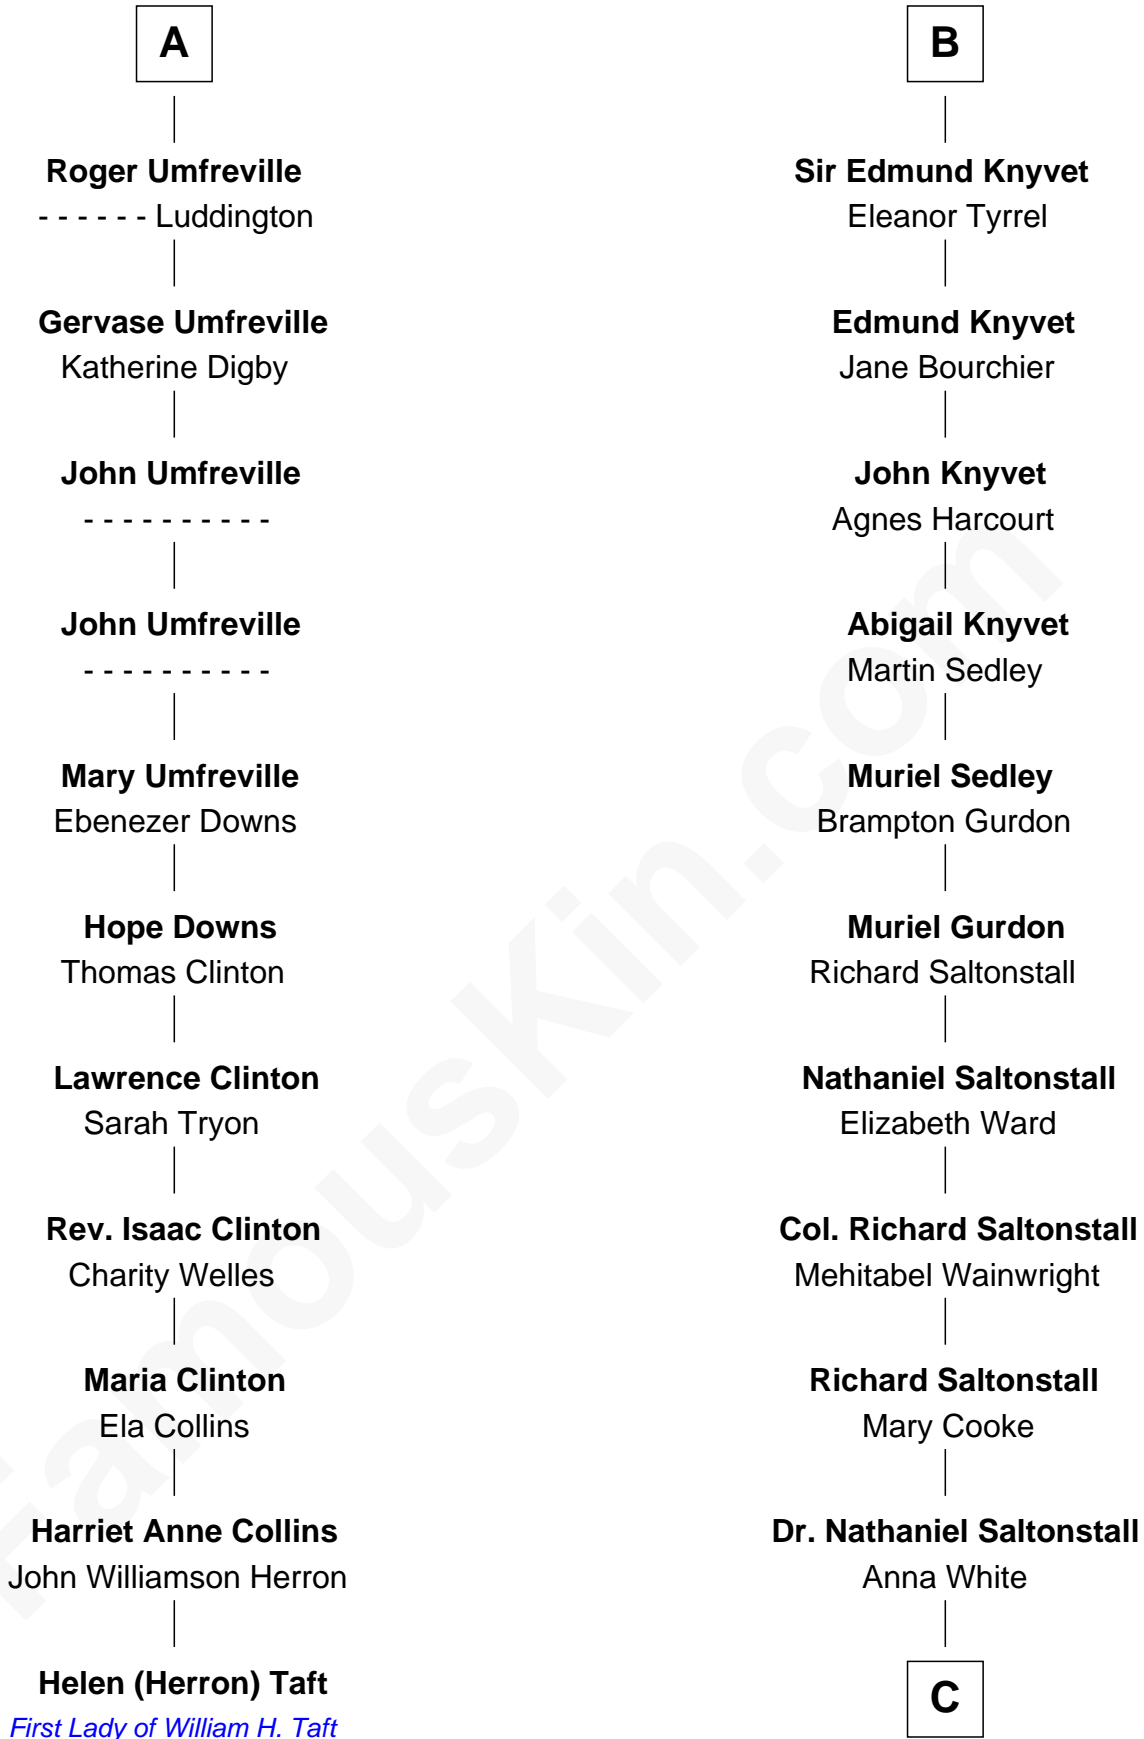 A
Roger Umfreville
- - - - - - Luddington
Gervase Umfreville
Katherine Digby
John Umfreville
- - - - - - - - - -
John Umfreville
- - - - - - - - - -
Mary Umfreville
Ebenezer Downs
Hope Downs
Thomas Clinton
Lawrence Clinton
Sarah Tryon
Rev. Isaac Clinton
Charity Welles
Maria Clinton
Ela Collins
Harriet Anne Collins
John Williamson Herron
Helen (Herron) Taft
First Lady of William H. Taft
B
Sir Edmund Knyvet
Eleanor Tyrrel
Edmund Knyvet
Jane Bourchier
John Knyvet
Agnes Harcourt
Abigail Knyvet
Martin Sedley
Muriel Sedley
Brampton Gurdon
Muriel Gurdon
Richard Saltonstall
Nathaniel Saltonstall
Elizabeth Ward
Col. Richard Saltonstall
Mehitabel Wainwright
Richard Saltonstall
Mary Cooke
Dr. Nathaniel Saltonstall
Anna White
C
FamousKin.com